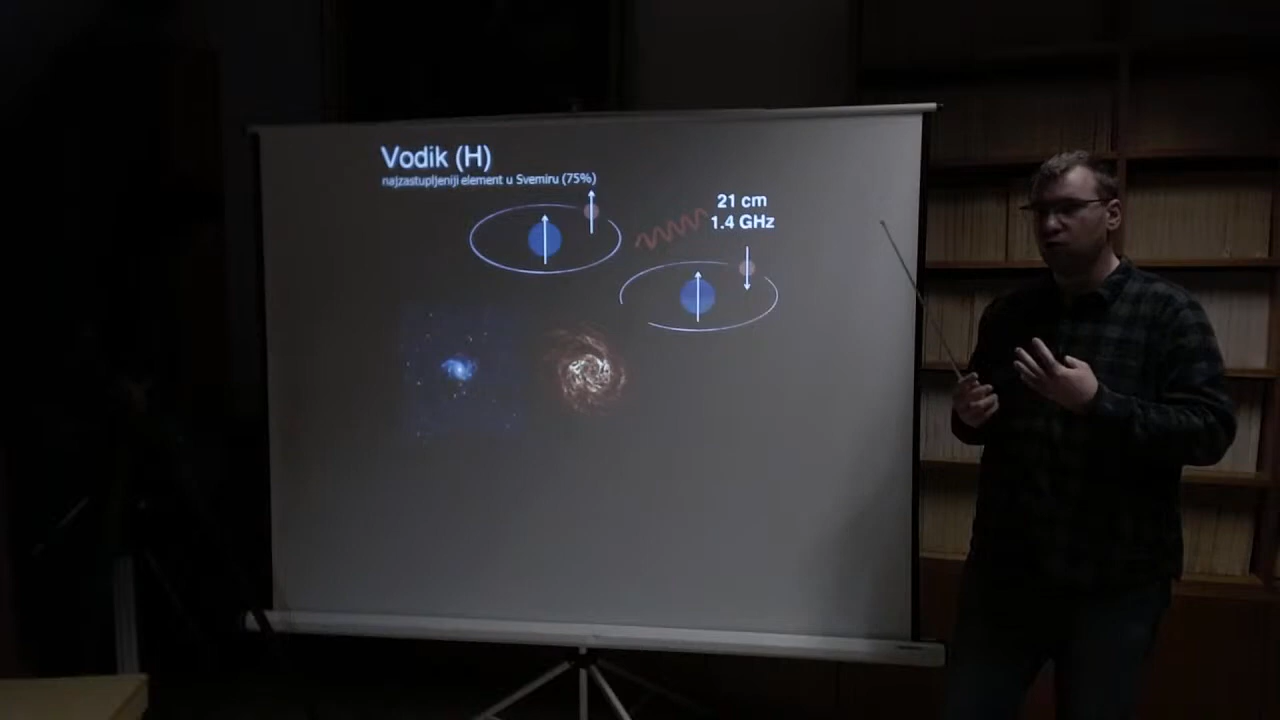 Vodik (H)
najzastupljeniji element u Svemiru (75%)
21 cm
1.4 GHz